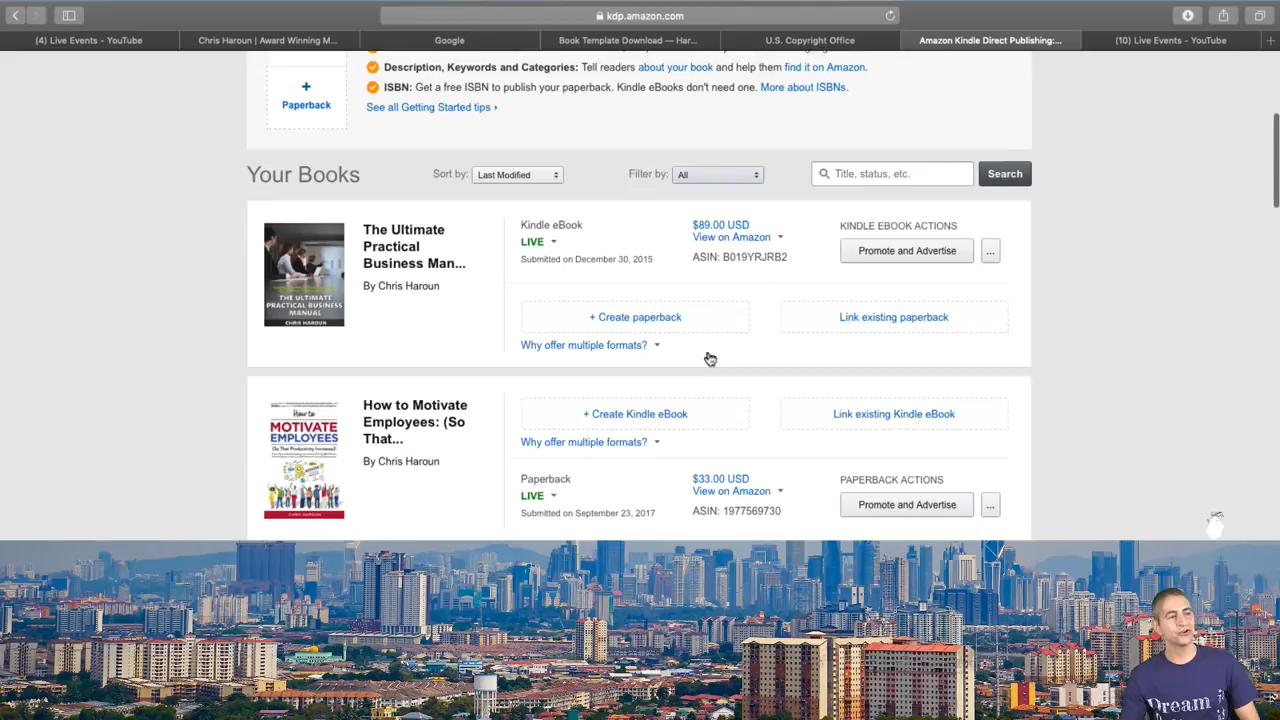 kdp.amazon.com
(4) Live Events - YouTube
Chris Haroun | Award Winning M...
Google
Book Template Download — Har...
U.S. Copyright Office
Amazon Kindle Direct Publishing:...
(10) Live Events - YouTube
+
Paperback
Description, Keywords and Categories: Tell readers about your book and help them find it on Amazon.
ISBN: Get a free ISBN to publish your paperback. Kindle eBooks don't need one. More about ISBNs.
See all Getting Started tips ›
Your Books
Sort by: Last Modified
Filter by: All
Title, status, etc.
Search
The Ultimate
Practical
Business Man...
By Chris Haroun
THE ULTIMATE
PRACTICAL BUSINESS
MANUAL
CHRIS HAROUN
Kindle eBook
LIVE
Submitted on December 30, 2015
$89.00 USD
View on Amazon
ASIN: B019YRJRB2
KINDLE EBOOK ACTIONS
Promote and Advertise
...
+ Create paperback
Link existing paperback
Why offer multiple formats?
How to Motivate
Employees: (So
That...
By Chris Haroun
How to
MOTIVATE
EMPLOYEES
CHRIS HAROUN
+ Create Kindle eBook
Link existing Kindle eBook
Why offer multiple formats?
Paperback
LIVE
Submitted on September 23, 2017
$33.00 USD
View on Amazon
ASIN: 1977569730
PAPERBACK ACTIONS
Promote and Advertise
...
Dream